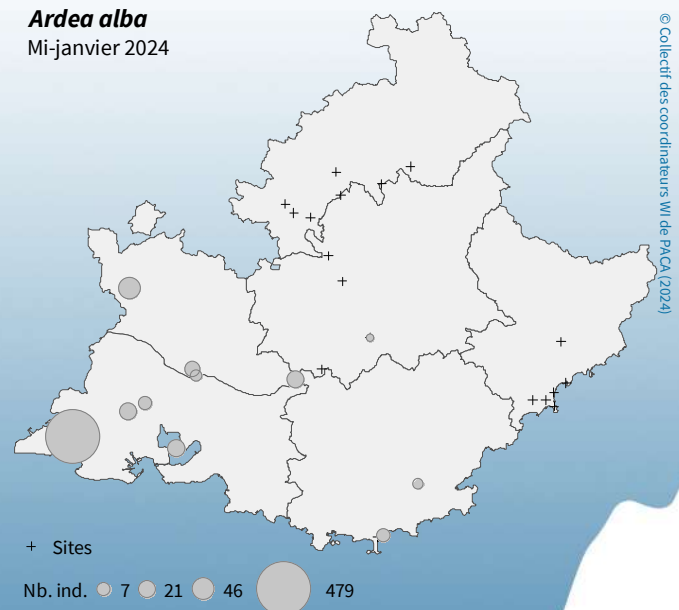 Ardea alba
Mi-janvier 2024
© Collectif des coordinateurs WI de PACA (2024)
+ Sites
Nb. ind. 7 21 46 479